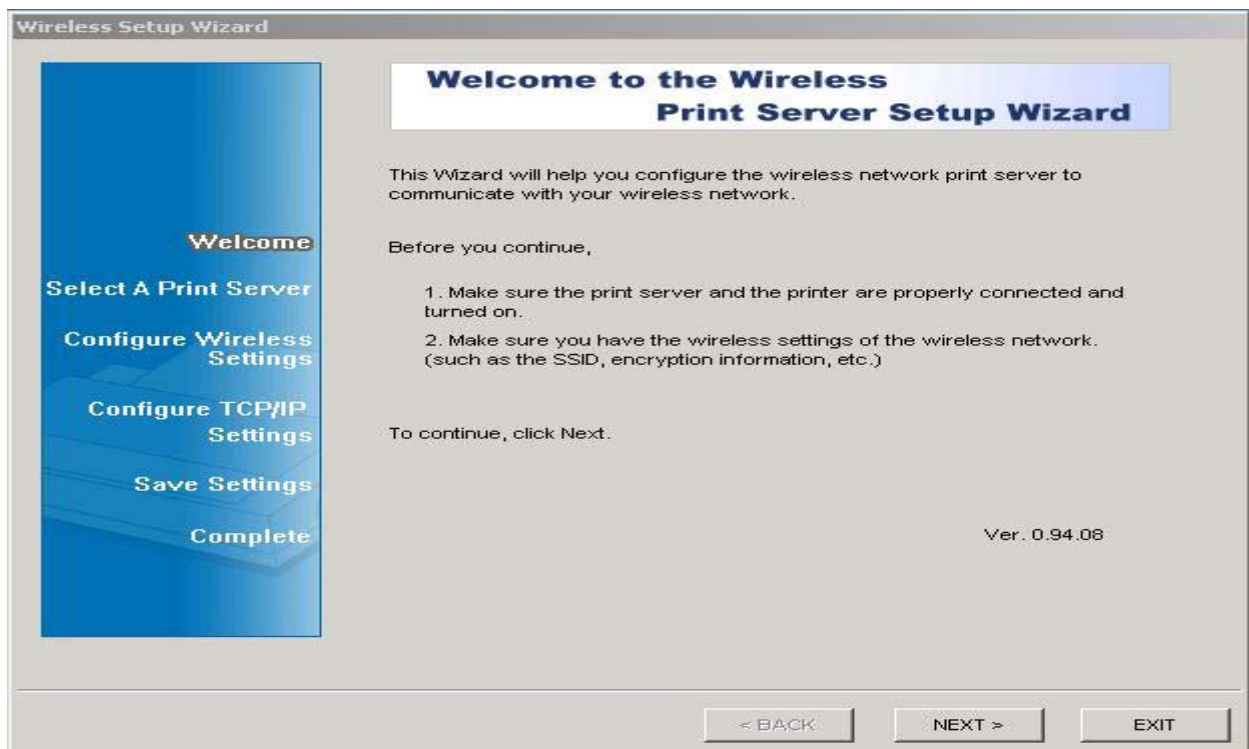 Wireless Setup Wizard
Welcome to the Wireless
Print Server Setup Wizard
This Wizard will help you configure the wireless network print server to
communicate with your wireless network.
Before you continue,
1. Make sure the print server and the printer are properly connected and
turned on.
2. Make sure you have the wireless settings of the wireless network.
(such as the SSID, encryption information, etc.)
To continue, click Next.
Ver. 0.94.08
Welcome
Select A Print Server
Configure Wireless
Settings
Configure TCP/IP
Settings
Save Settings
Complete
< BACK
NEXT >
EXIT